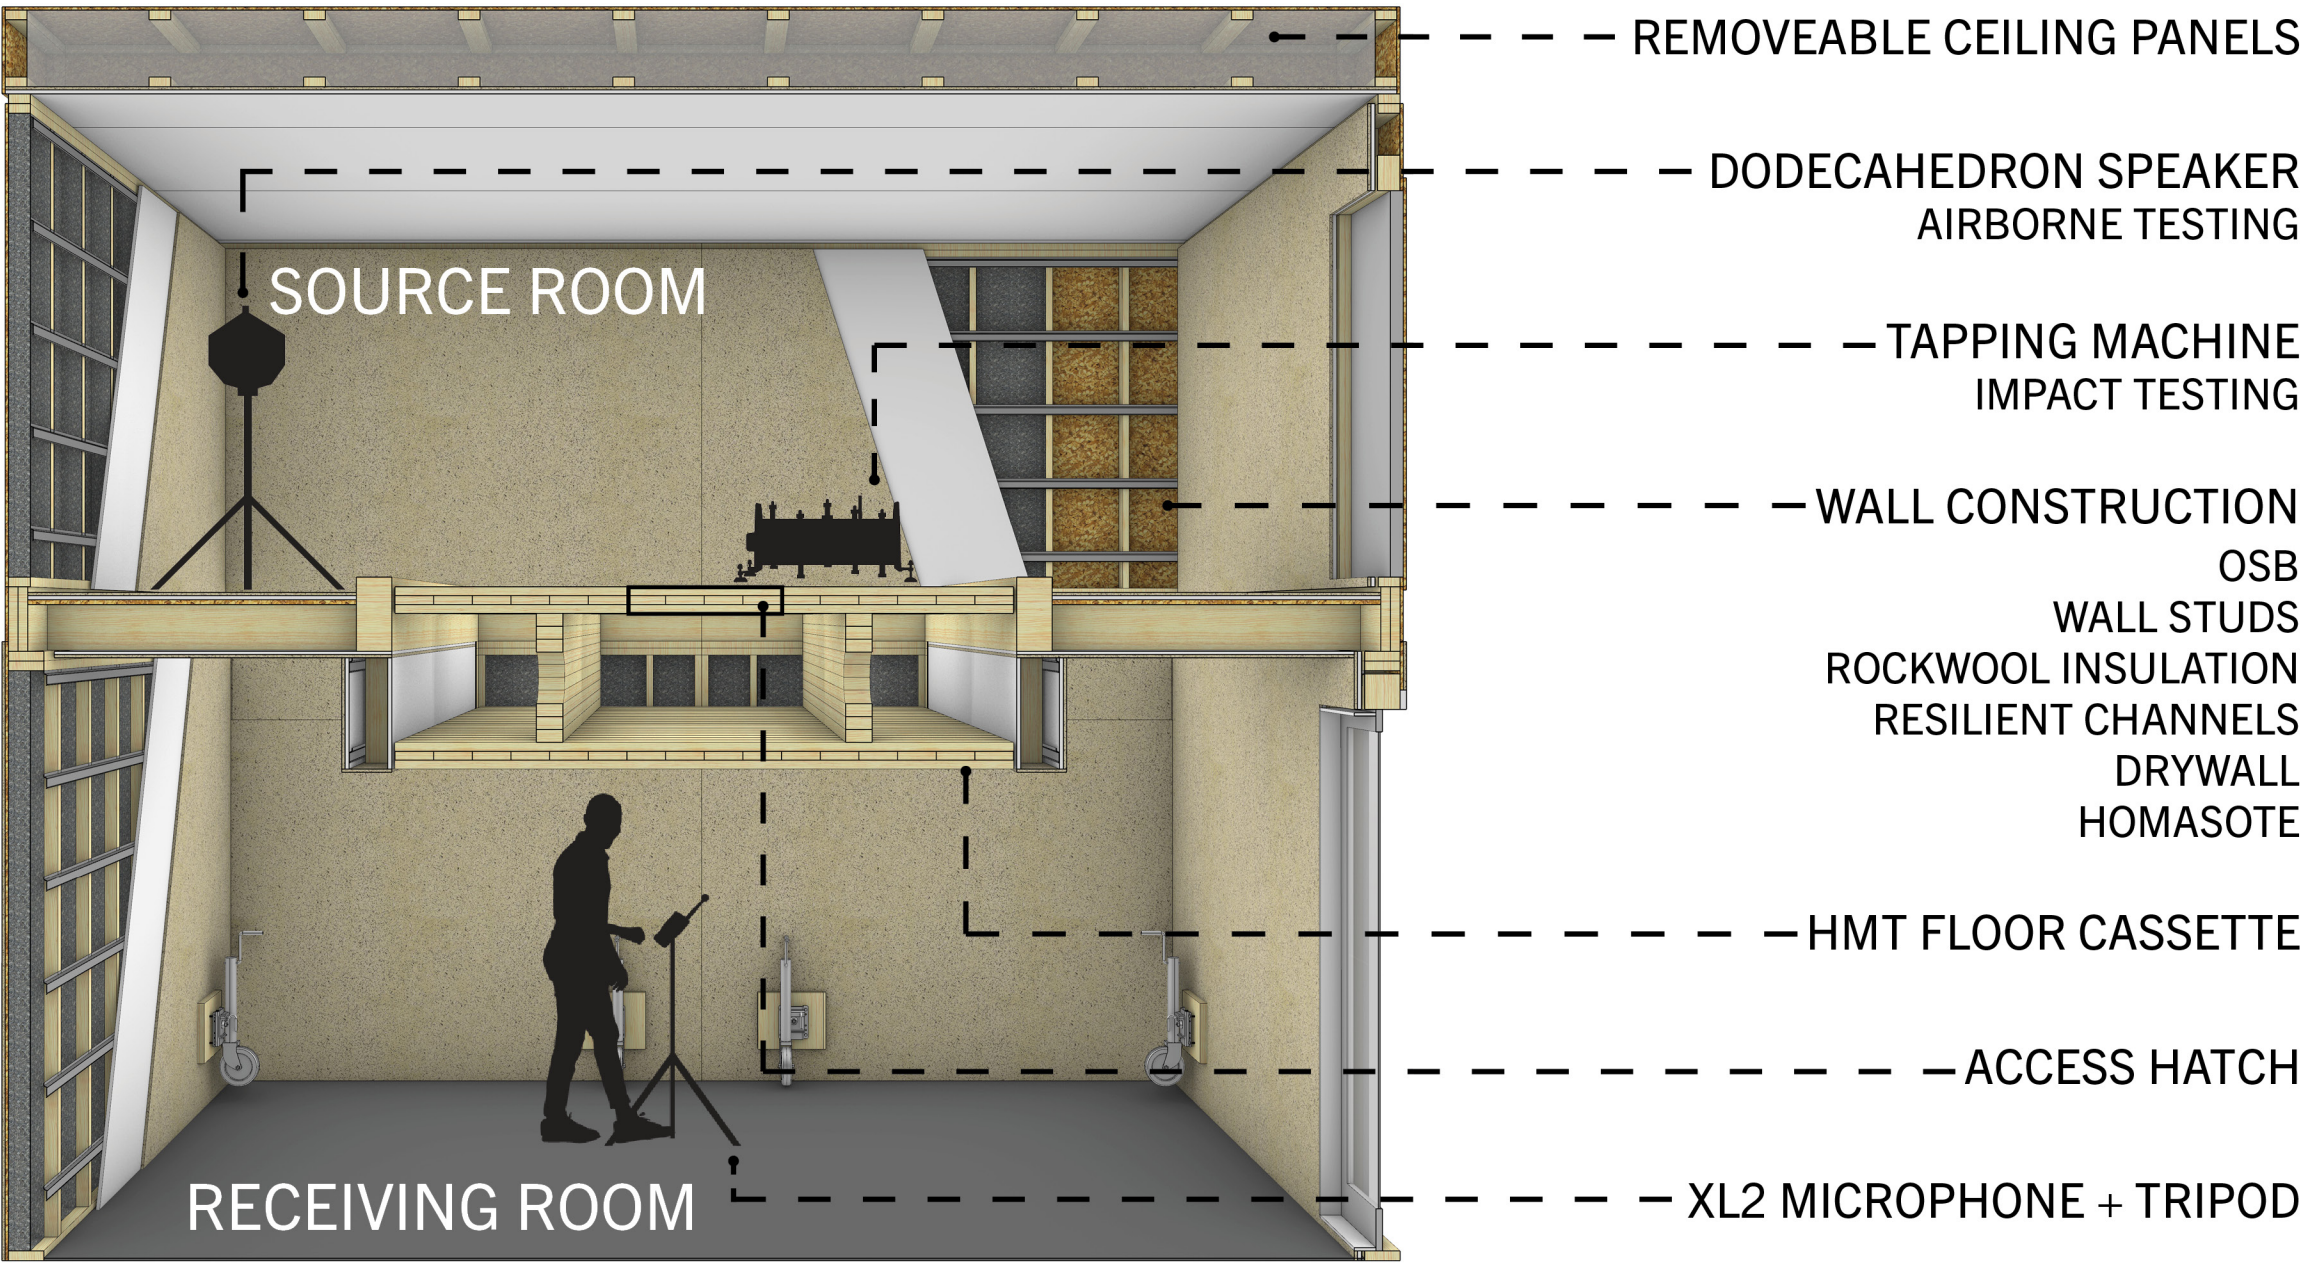 REMOVEABLE CEILING PANELS
DODECAHEDRON SPEAKER
AIRBORNE TESTING
SOURCE ROOM
TAPPING MACHINE
IMPACT TESTING
WALL CONSTRUCTION
OSB
WALL STUDS
ROCKWOOL INSULATION
RESILIENT CHANNELS
DRYWALL
HOMASOTE
HMT FLOOR CASSETTE
ACCESS HATCH
RECEIVING ROOM
XL2 MICROPHONE + TRIPOD